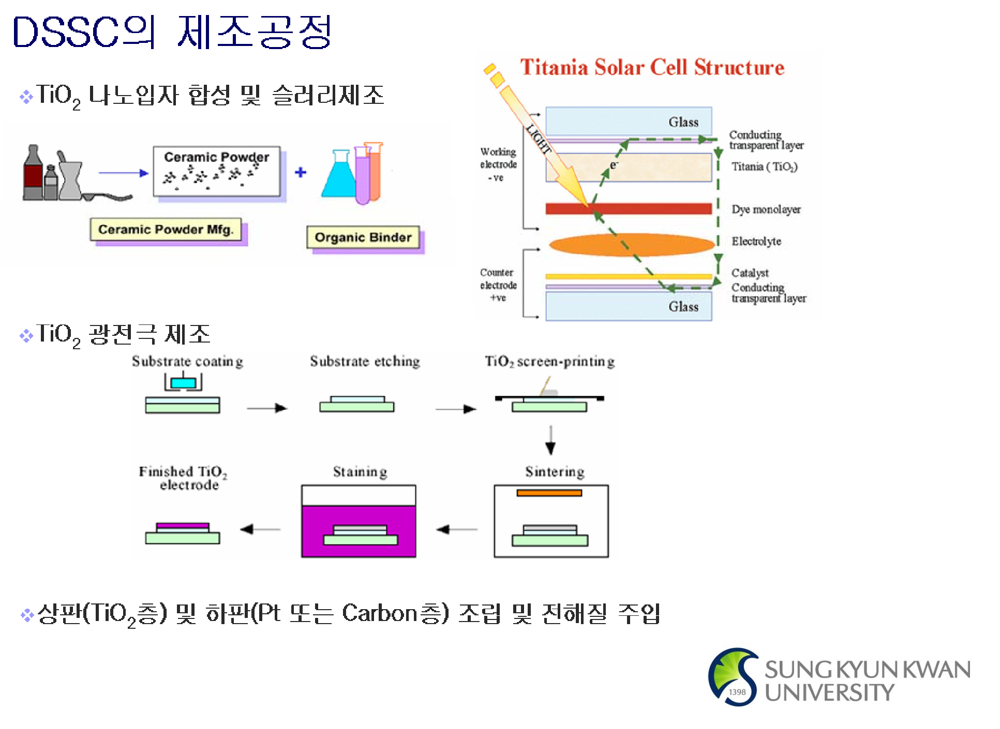 DSSC의 제조공정
TiO2 나노입자 합성 및 슬러리제조
Ceramic Powder
+
Ceramic Powder Mfg.
Organic Binder
Titania Solar Cell Structure
LIGHT
Glass
Conducting
transparent layer
Working
electrode
- ve
e-
Titania ( TiO2)
Dye monolayer
Electrolyte
Counter
electrode
+ve
Catalyst
Conducting
transparent layer
Glass
TiO2 광전극 제조
Substrate coating
Substrate etching
TiO2 screen-printing
Finished TiO2
electrode
Staining
Sintering
상판(TiO2층) 및 하판(Pt 또는 Carbon층) 조립 및 전해질 주입
1398
SUNG KYUN KWAN
UNIVERSITY